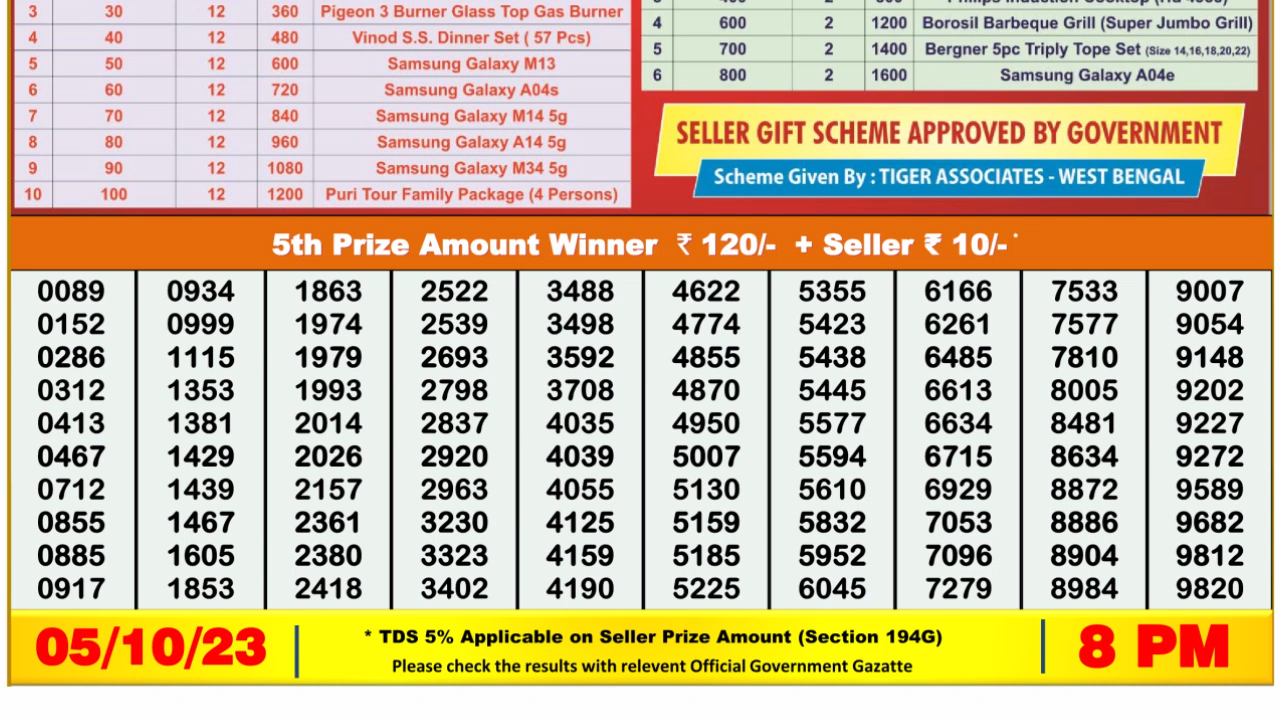 3 30 12 360 Pigeon 3 Burner Glass Top Gas Burner
4 40 12 480 Vinod S.S. Dinner Set ( 57 Pcs)
5 50 12 600 Samsung Galaxy M13
6 60 12 720 Samsung Galaxy A04s
7 70 12 840 Samsung Galaxy M14 5g
8 80 12 960 Samsung Galaxy A14 5g
9 90 12 1080 Samsung Galaxy M34 5g
10 100 12 1200 Puri Tour Family Package (4 Persons)
4 600 2 1200 Borosil Barbeque Grill (Super Jumbo Grill)
5 700 2 1400 Bergner 5pc Triply Tope Set (Size 14,16,18,20,22)
6 800 2 1600 Samsung Galaxy A04e
SELLER GIFT SCHEME APPROVED BY GOVERNMENT
Scheme Given By : TIGER ASSOCIATES - WEST BENGAL
5th Prize Amount Winner ₹ 120/- + Seller ₹ 10/- *
0089 0934 1863 2522 3488 4622 5355 6166 7533 9007
0152 0999 1974 2539 3498 4774 5423 6261 7577 9054
0286 1115 1979 2693 3592 4855 5438 6485 7810 9148
0312 1353 1993 2798 3708 4870 5445 6613 8005 9202
0413 1381 2014 2837 4035 4950 5577 6634 8481 9227
0467 1429 2026 2920 4039 5007 5594 6715 8634 9272
0712 1439 2157 2963 4055 5130 5610 6929 8872 9589
0855 1467 2361 3230 4125 5159 5832 7053 8886 9682
0885 1605 2380 3323 4159 5185 5952 7096 8904 9812
0917 1853 2418 3402 4190 5225 6045 7279 8984 9820
05/10/23
* TDS 5% Applicable on Seller Prize Amount (Section 194G)
Please check the results with relevent Official Government Gazatte
8 PM